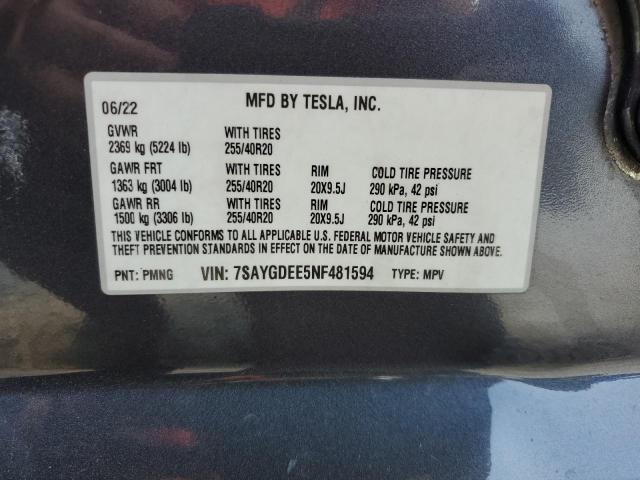 06/22 MFD BY TESLA, INC.
GVWR WITH TIRES
2369 kg (5224 lb) 255/40R20
GAWR FRT WITH TIRES RIM COLD TIRE PRESSURE
1363 kg (3004 lb) 255/40R20 20X9.5J 290 kPa, 42 psi
GAWR RR WITH TIRES RIM COLD TIRE PRESSURE
1500 kg (3306 lb) 255/40R20 20X9.5J 290 kPa, 42 psi
THIS VEHICLE CONFORMS TO ALL APPLICABLE U.S. FEDERAL MOTOR VEHICLE SAFETY AND
THEFT PREVENTION STANDARDS IN EFFECT ON THE DATE OF MANUFACTURE SHOWN ABOVE.
PNT: PMNG VIN: 7SAYGDEE5NF481594 TYPE: MPV